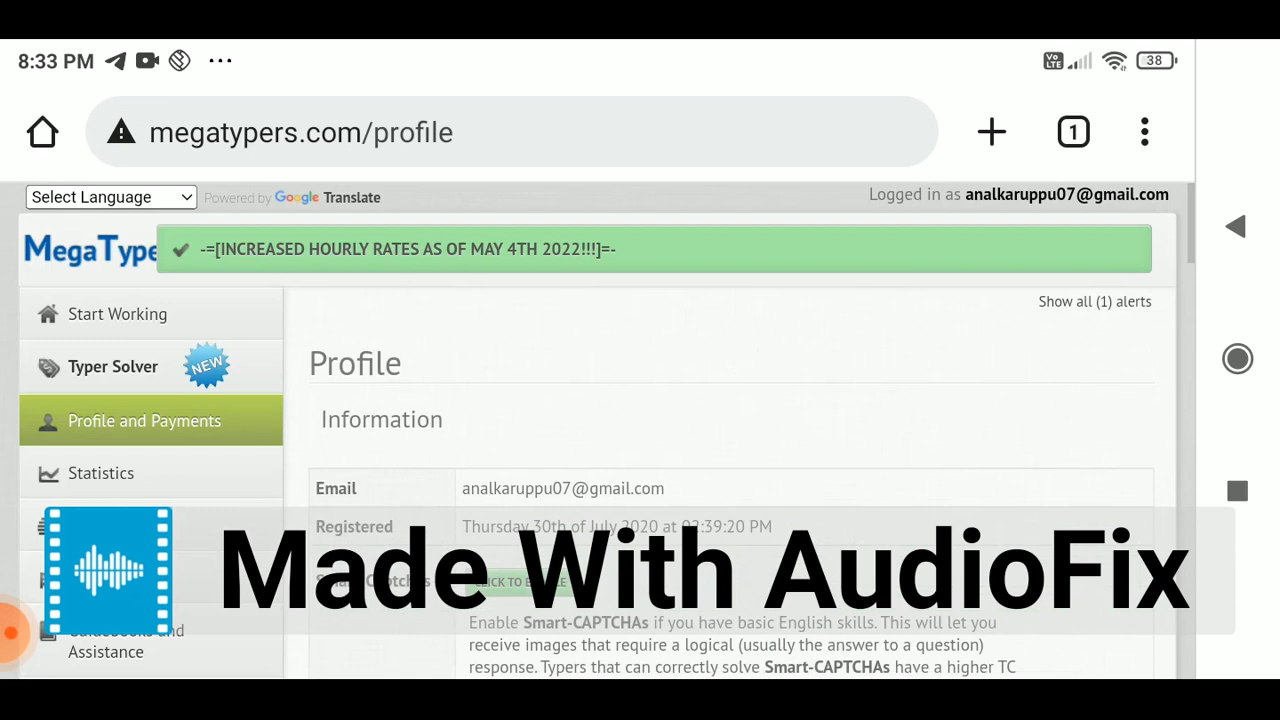 8:33 PM
Vo LTE
38
megatypers.com/profile
1
Select Language
Powered by Google Translate
Logged in as analkaruppu07@gmail.com
MegaType
-=[INCREASED HOURLY RATES AS OF MAY 4TH 2022!!!]=-
Show all (1) alerts
Start Working
Typer Solver
NEW
Profile and Payments
Statistics
Profile
Information
Email analkaruppu07@gmail.com
Registered Thursday 30th of July 2020 at 02:39:20 PM
Made With AudioFix
Assistance
Enable Smart-CAPTCHAs if you have basic English skills. This will let you
receive images that require a logical (usually the answer to a question)
response. Typers that can correctly solve Smart-CAPTCHAs have a higher TC